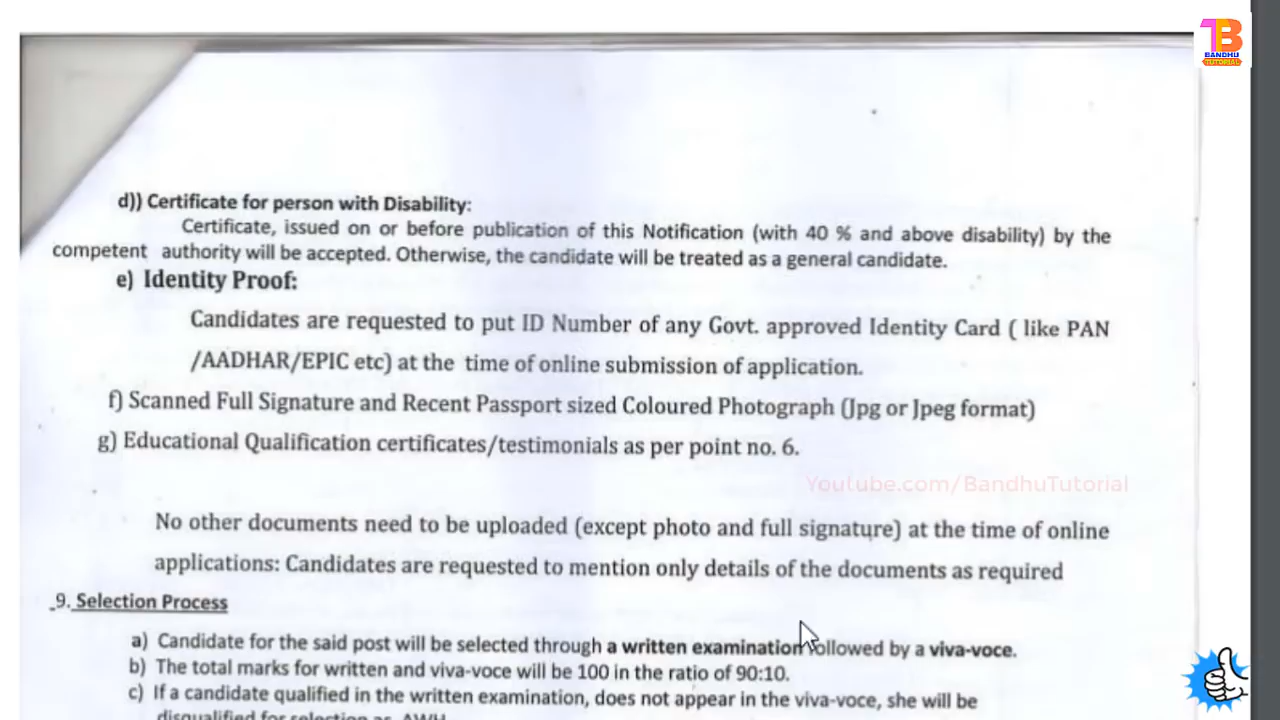 TB
BANDHU
TUTORIAL
d)) Certificate for person with Disability:
Certificate, issued on or before publication of this Notification (with 40 % and above disability) by the
competent authority will be accepted. Otherwise, the candidate will be treated as a general candidate.
e) Identity Proof:
Candidates are requested to put ID Number of any Govt. approved Identity Card ( like PAN
/AADHAR/EPIC etc) at the time of online submission of application.
f) Scanned Full Signature and Recent Passport sized Coloured Photograph (Jpg or Jpeg format)
g) Educational Qualification certificates/testimonials as per point no. 6.
Youtube.com/BandhuTutorial
No other documents need to be uploaded (except photo and full signature) at the time of online
applications: Candidates are requested to mention only details of the documents as required
9. Selection Process
a) Candidate for the said post will be selected through a written examination followed by a viva-voce.
b) The total marks for written and viva-voce will be 100 in the ratio of 90:10.
c) If a candidate qualified in the written examination, does not appear in the viva-voce, she will be
disqualified for selection as AWH